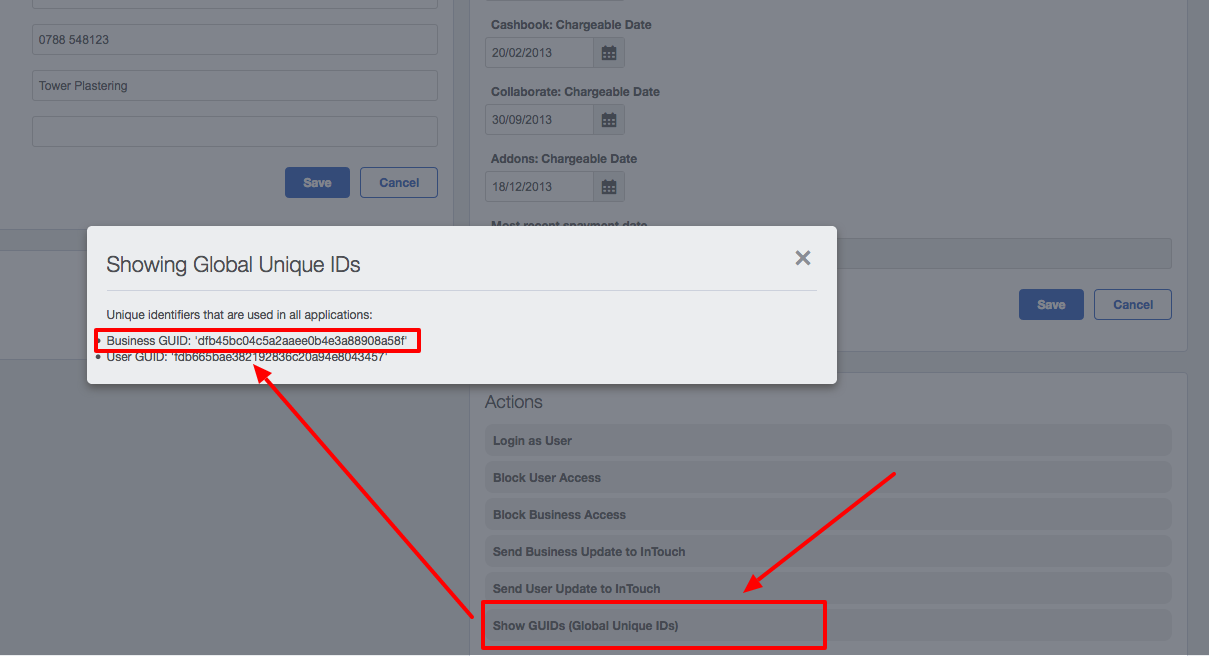 0788 548123
Tower Plastering
Save
Cancel
Cashbook: Chargeable Date
20/02/2013
Collaborate: Chargeable Date
30/09/2013
Addons: Chargeable Date
18/12/2013
Most recent spayment date
Save
Cancel
Showing Global Unique IDs
Unique identifiers that are used in all applications:
Business GUID: 'dfb45bc04c5a2aaee0b4e3a88908a58f'
• User GUID: 'fdb665bae382192836c20a94e8043457'
Actions
Login as User
Block User Access
Block Business Access
Send Business Update to InTouch
Send User Update to InTouch
Show GUIDs (Global Unique IDs)